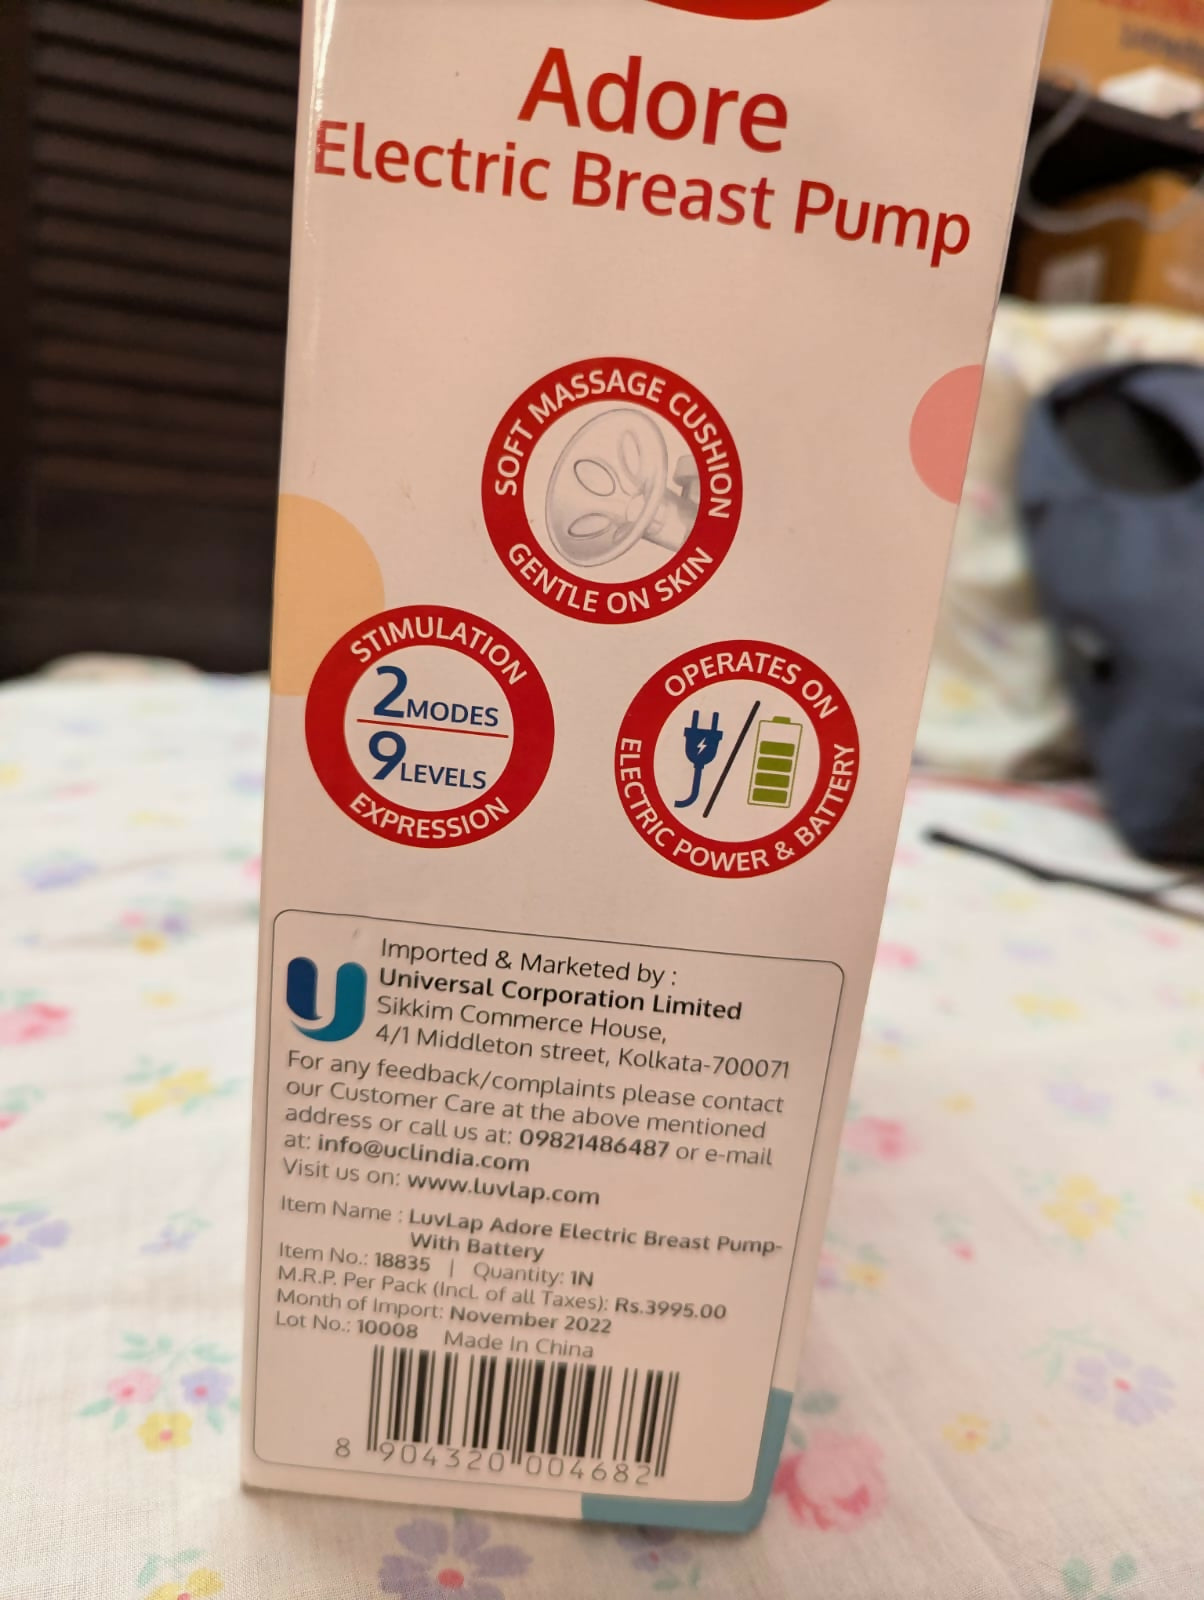 Adore
Electric Breast Pump
SOFT MASSAGE CUSHION
GENTLE ON SKIN
STIMULATION
2 MODES
9 LEVELS
EXPRESSION
OPERATES ON
ELECTRIC POWER & BATTERY
Imported & Marketed by :
Universal Corporation Limited
Sikkim Commerce House,
4/1 Middleton street, Kolkata-700071
For any feedback/complaints please contact
our Customer Care at the above mentioned
address or call us at: 09821486487 or e-mail
at: info@uclindia.com
Visit us on: www.luvlap.com
Item Name : LuvLap Adore Electric Breast Pump-
With Battery
Item No.: 18835 | Quantity: 1N
M.R.P. Per Pack (Incl. of all Taxes): Rs.3995.00
Month of Import: November 2022
Lot No.: 10008 Made In China
8 904320 004682